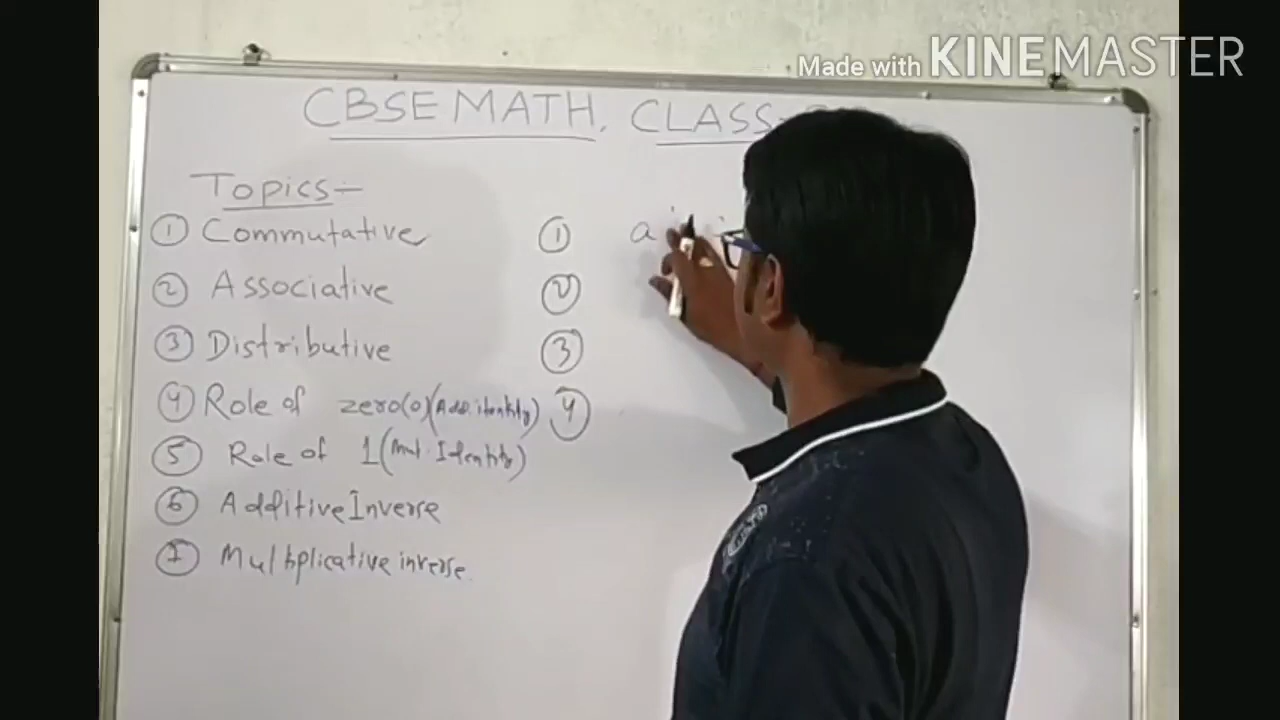 Made with KINEMASTER
CBSE MATH, CLASS-
Topics-
① Commutative ① a
② Associative ②
③ Distributive ③
④ Role of zero(0)(Add. identity) ④
⑤ Role of 1(Mul. Identity)
⑥ Additive Inverse
⑦ Multiplicative inverse.